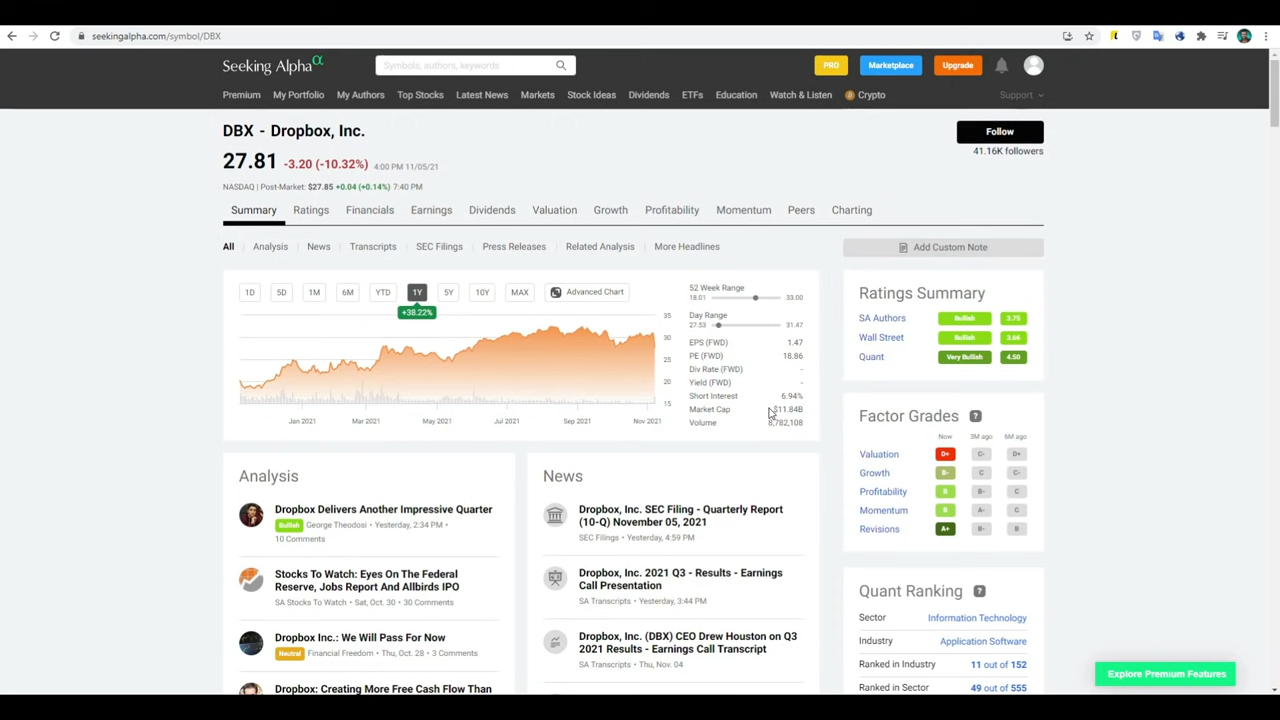 seekingalpha.com/symbol/DBX
Seeking Alpha α
Symbols, authors, keywords
PRO
Marketplace
Upgrade
Premium My Portfolio My Authors Top Stocks Latest News Markets Stock Ideas Dividends ETFs Education Watch & Listen Crypto Support
DBX - Dropbox, Inc.
Follow
41.16K followers
27.81 -3.20 (-10.32%) 4:00 PM 11/05/21
NASDAQ | Post-Market: $27.85 +0.04 (+0.14%) 7:40 PM
Summary Ratings Financials Earnings Dividends Valuation Growth Profitability Momentum Peers Charting
All Analysis News Transcripts SEC Filings Press Releases Related Analysis More Headlines
Add Custom Note
1D 5D 1M 6M YTD 1Y 5Y 10Y MAX Advanced Chart
+38.22%
35
30
25
20
15
Jan 2021 Mar 2021 May 2021 Jul 2021 Sep 2021 Nov 2021
52 Week Range
18.01 33.00
Day Range
27.53 31.47
EPS (FWD) 1.47
PE (FWD) 18.86
Div Rate (FWD) -
Yield (FWD) -
Short Interest 6.94%
Market Cap $11.84B
Volume 8,782,108
Ratings Summary
SA Authors Bullish 3.75
Wall Street Bullish 3.66
Quant Very Bullish 4.50
Factor Grades ?
Now 3M ago 6M ago
Valuation D+ C- D+
Growth B- C C-
Profitability B B- C
Momentum B A- C
Revisions A+ B- B
Quant Ranking ?
Sector Information Technology
Industry Application Software
Ranked in Industry 11 out of 152
Ranked in Sector 49 out of 555
Analysis
Dropbox Delivers Another Impressive Quarter
Bullish George Theodosi • Yesterday, 2:34 PM •
10 Comments
Stocks To Watch: Eyes On The Federal
Reserve, Jobs Report And Allbirds IPO
SA Stocks To Watch • Sat, Oct. 30 • 30 Comments
Dropbox Inc.: We Will Pass For Now
Neutral Financial Freedom • Thu, Oct. 28 • 3 Comments
Dropbox: Creating More Free Cash Flow Than
News
Dropbox, Inc. SEC Filing - Quarterly Report
(10-Q) November 05, 2021
SEC Filings • Yesterday, 4:59 PM
Dropbox, Inc. 2021 Q3 - Results - Earnings
Call Presentation
SA Transcripts • Yesterday, 3:44 PM
Dropbox, Inc. (DBX) CEO Drew Houston on Q3
2021 Results - Earnings Call Transcript
SA Transcripts • Thu, Nov. 04
Explore Premium Features